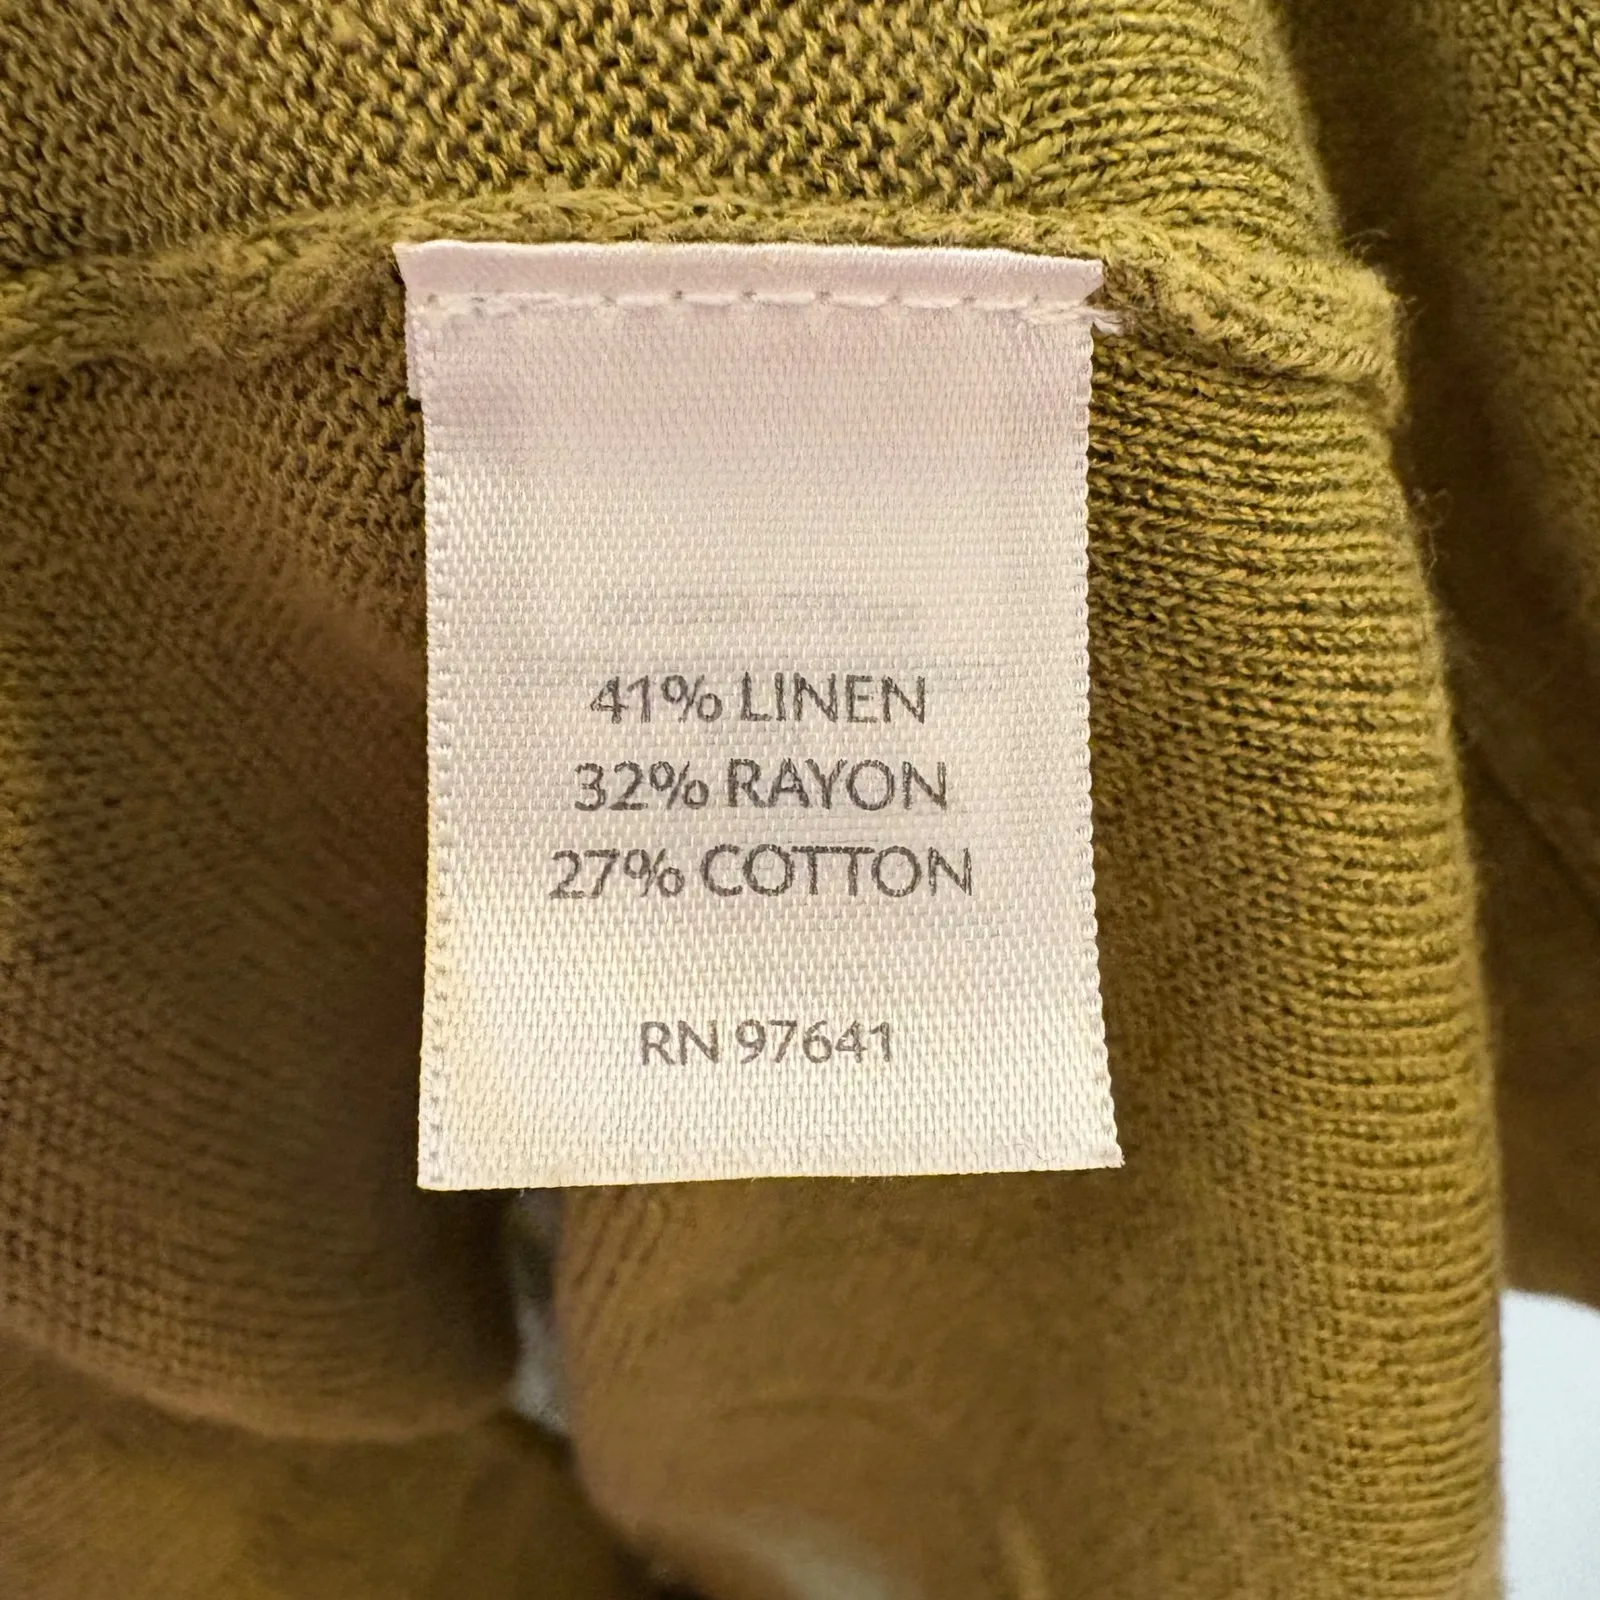 41% LINEN
32% RAYON
27% COTTON
RN 97641